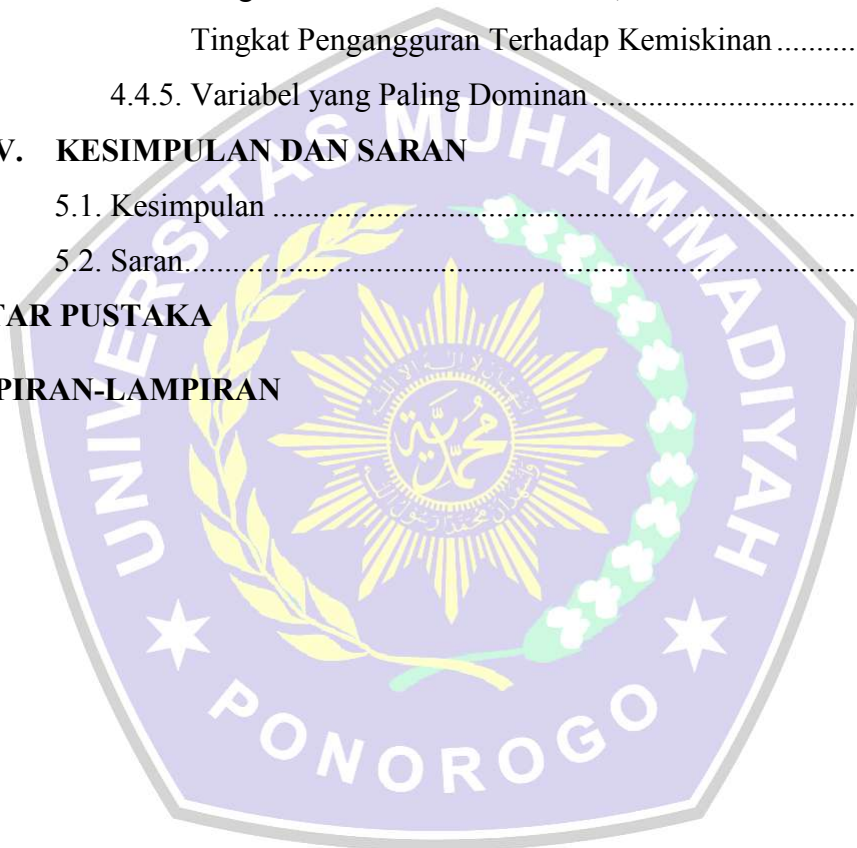 Tingkat Pengangguran Terhadap Kemiskinan ..........
4.4.5. Variabel yang Paling Dominan ..................................
V. KESIMPULAN DAN SARAN
5.1. Kesimpulan ..........................................................................
5.2. Saran.....................................................................................
TAR PUSTAKA
PIRAN-LAMPIRAN
UNIVERSITAS MUHAMMADIYAH
PONOROGO
محمدية